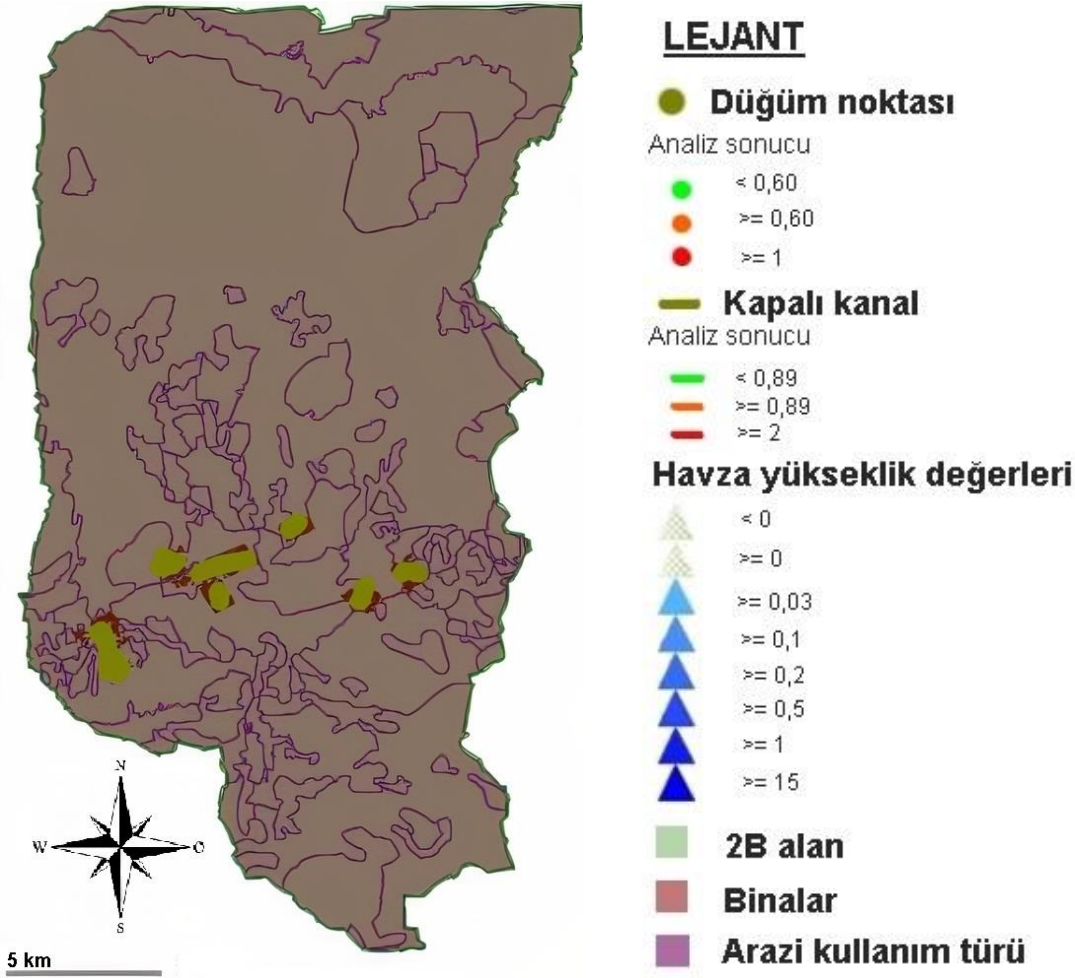 LEJANT
Düğüm noktası
Analiz sonucu
< 0,60
>= 0,60
>= 1
Kapalı kanal
Analiz sonucu
< 0,89
>= 0,89
>= 2
Havza yükseklik değerleri
< 0
>= 0
>= 0,03
>= 0,1
>= 0,2
>= 0,5
>= 1
>= 15
2B alan
Binalar
Arazi kullanım türü
N
W O
S
5 km